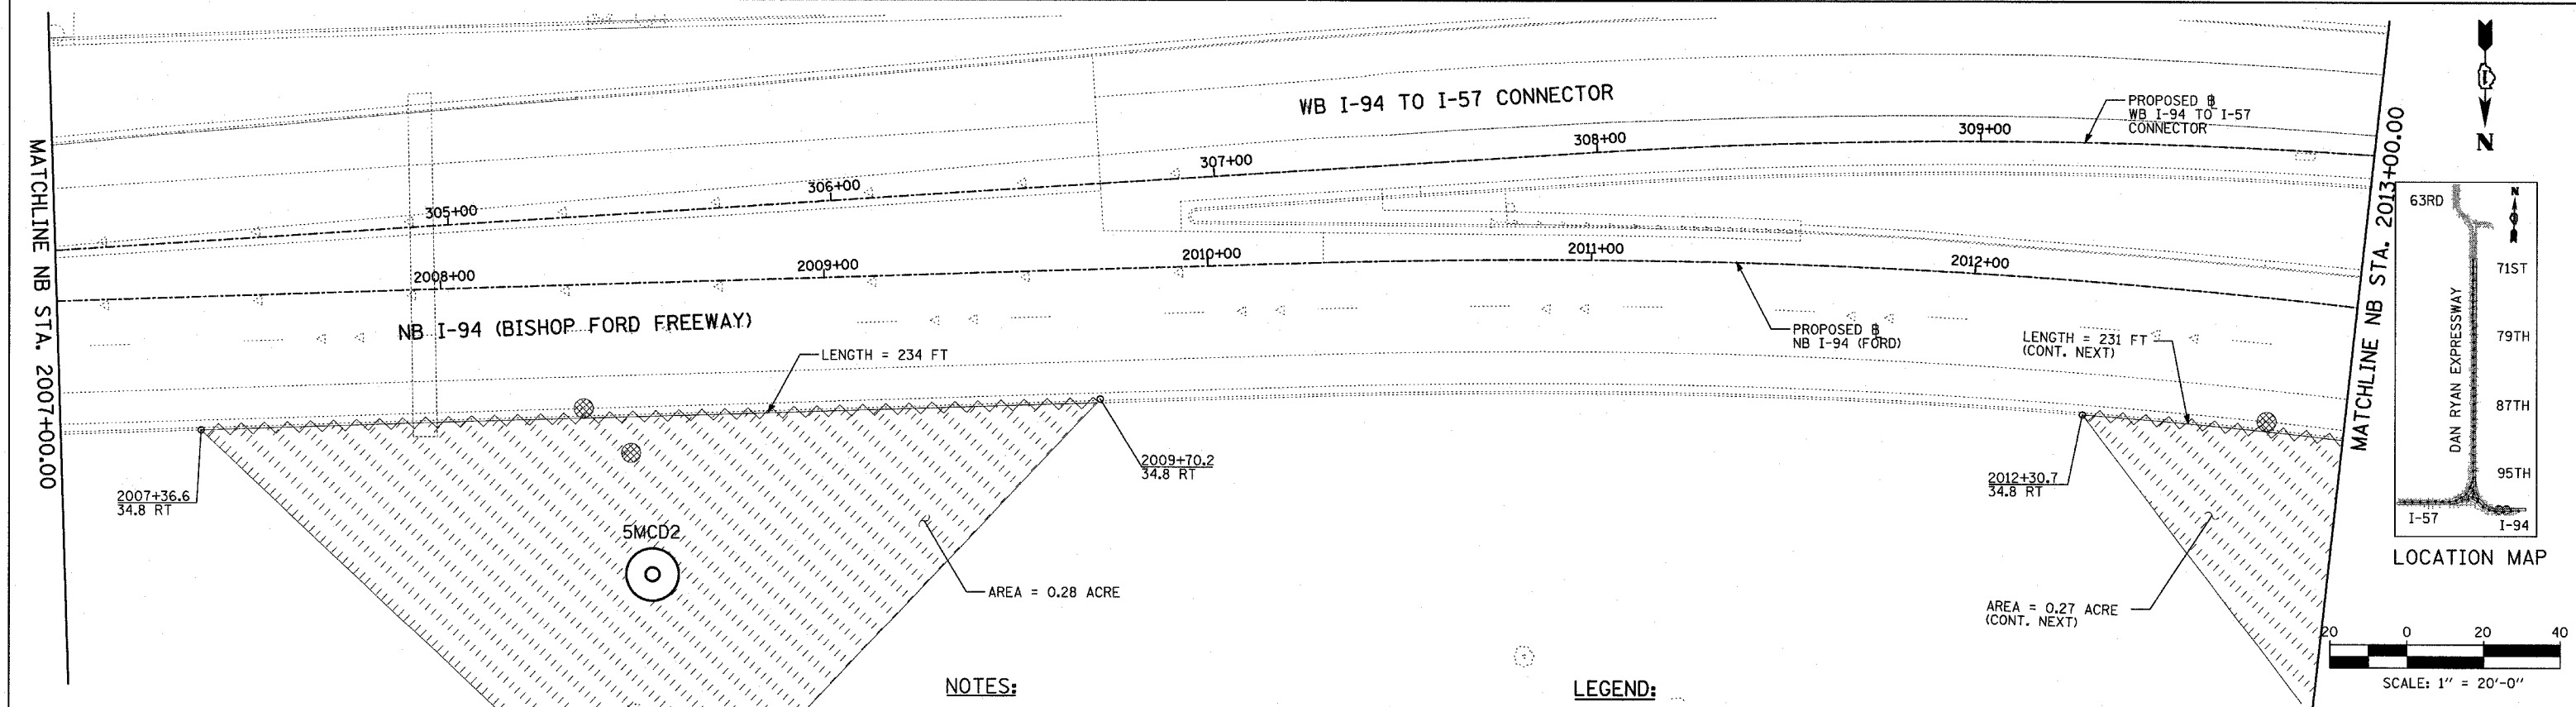 MATCHLINE NB STA. 2007+00.00
WB I-94 TO I-57 CONNECTOR
PROPOSED ȸ
WB I-94 TO I-57
CONNECTOR
305+00
306+00
307+00
308+00
309+00
2008+00
2009+00
2010+00
2011+00
2012+00
NB I-94 (BISHOP FORD FREEWAY)
LENGTH = 234 FT
PROPOSED ȸ
NB I-94 (FORD)
LENGTH = 231 FT
(CONT. NEXT)
2007+36.6
34.8 RT
2009+70.2
34.8 RT
2012+30.7
34.8 RT
5MCD2
AREA = 0.28 ACRE
AREA = 0.27 ACRE
(CONT. NEXT)
NOTES:
LEGEND:
MATCHLINE NB STA. 2013+00.00
I
N
63RD
N
71ST
79TH
87TH
95TH
DAN RYAN EXPRESSWAY
I-57
I-94
LOCATION MAP
20 0 20 40
SCALE: 1" = 20'-0"